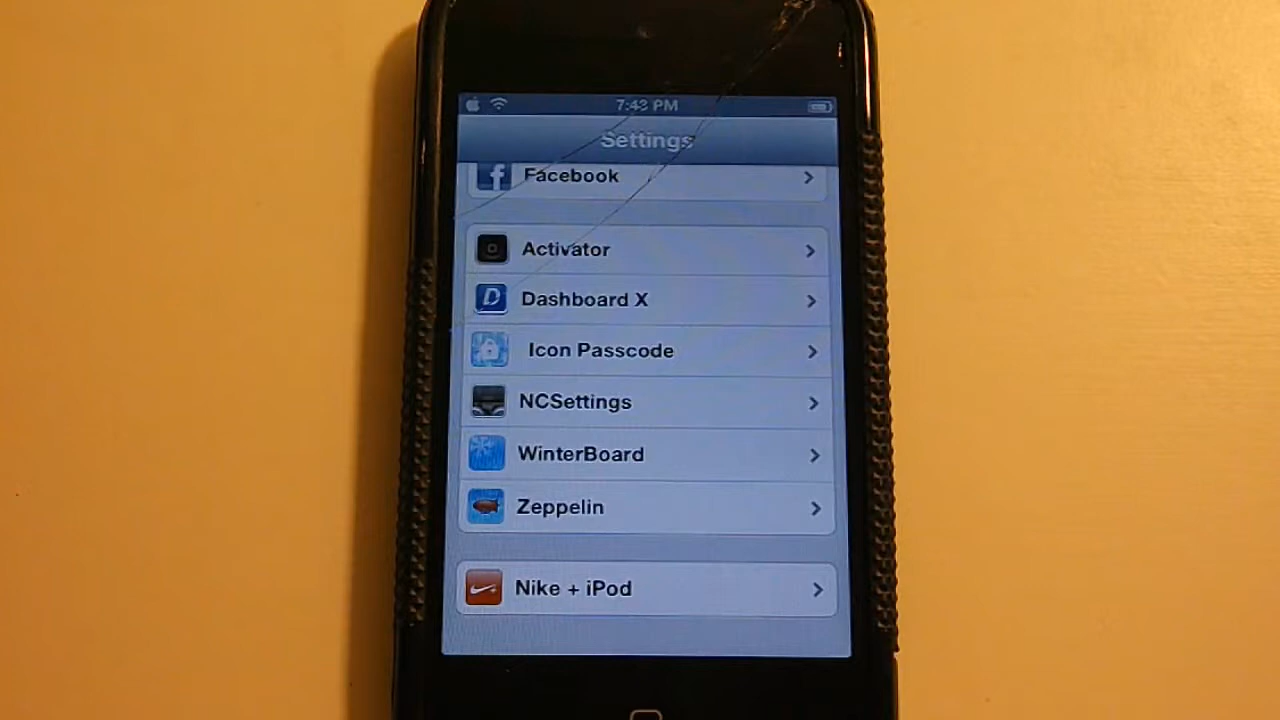 7:43 PM
Settings
Facebook
Activator
Dashboard X
Icon Passcode
NCSettings
WinterBoard
Zeppelin
Nike + iPod